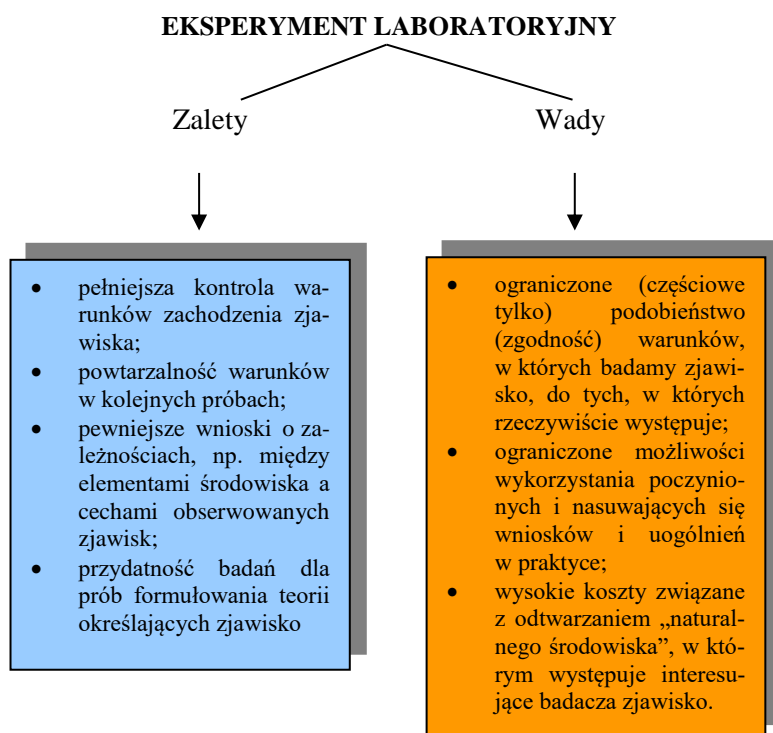 EKSPERYMENT LABORATORYJNY
Zalety
Wady
• pełniejsza kontrola wa-
runków zachodzenia zja-
wiska;
• powtarzalność warunków
w kolejnych próbach;
• pewniejsze wnioski o za-
leżnościach, np. między
elementami środowiska a
cechami obserwowanych
zjawisk;
• przydatność badań dla
prób formułowania teorii
określających zjawisko
• ograniczone (częściowe
tylko) podobieństwo
(zgodność) warunków,
w których badamy zjawi-
sko, do tych, w których
rzeczywiście występuje;
• ograniczone możliwości
wykorzystania poczynio-
nych i nasuwających się
wniosków i uogólnień
w praktyce;
• wysokie koszty związane
z odtwarzaniem „natural-
nego środowiska”, w któ-
rym występuje interesu-
jące badacza zjawisko.